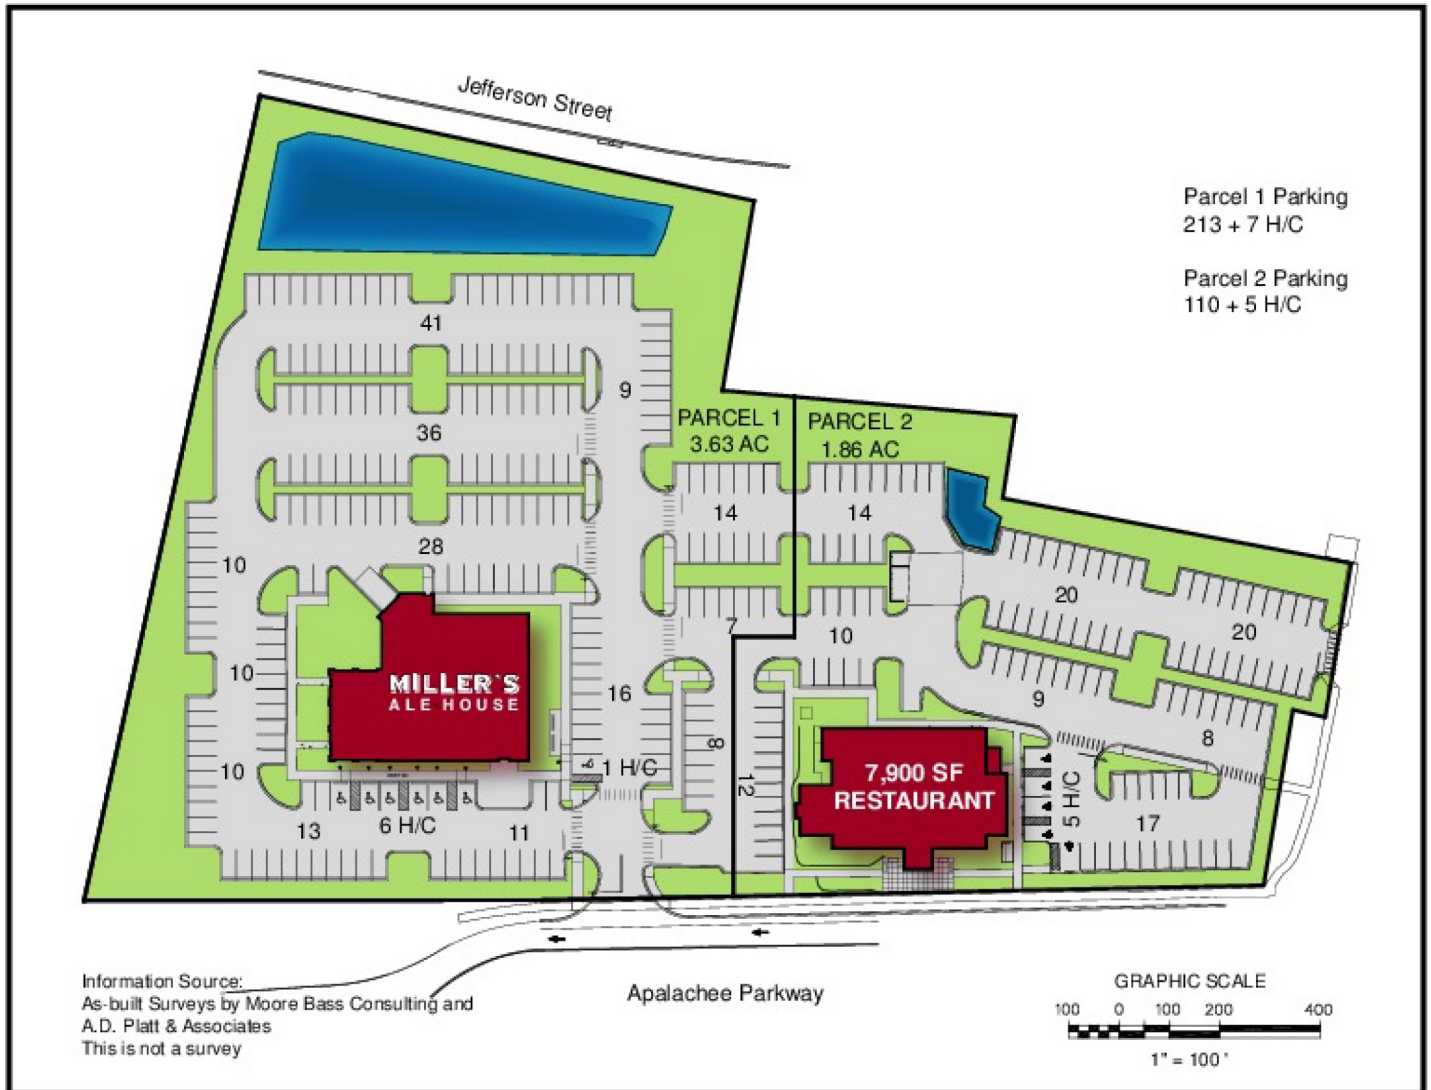 Jefferson Street
Parcel 1 Parking
213 + 7 H/C
Parcel 2 Parking
110 + 5 H/C
41
9
36
PARCEL 1
3.63 AC
PARCEL 2
1.86 AC
14
14
28
10
20
20
7
10
10
MILLER'S
ALE HOUSE
16
9
8
8
10
1 H/C
12
7,900 SF
RESTAURANT
5 H/C
17
13
6 H/C
11
Information Source:
As-built Surveys by Moore Bass Consulting and
A.D. Platt & Associates
This is not a survey
Apalachee Parkway
GRAPHIC SCALE
100 0 100 200 400
1" = 100 '